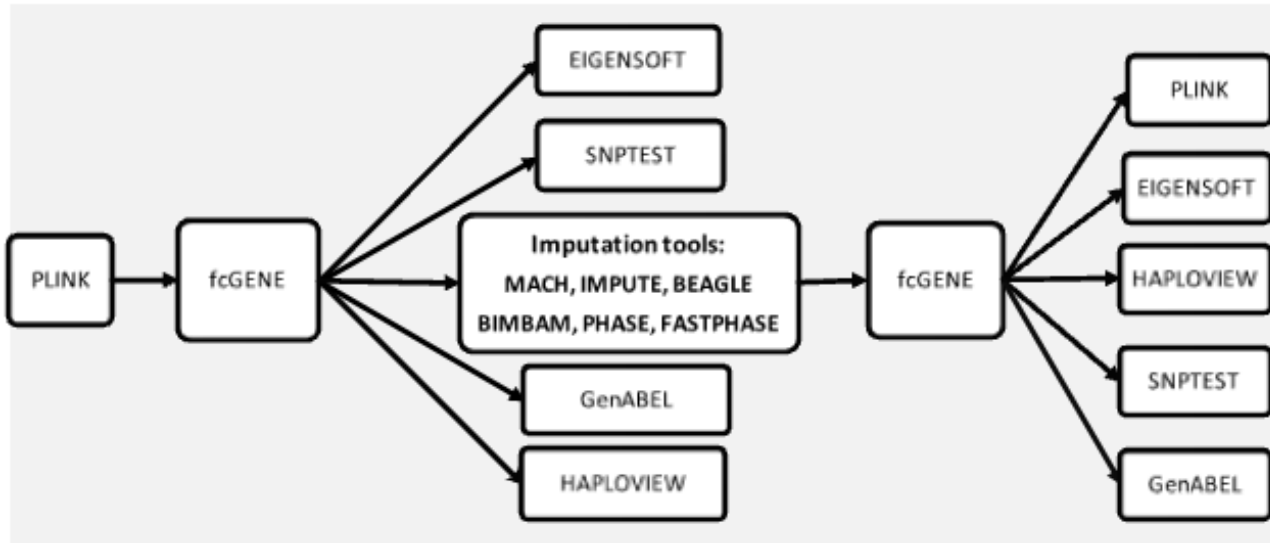 PLINK
fcGENE
EIGENSOFT
SNPTEST
Imputation tools:
MACH, IMPUTE, BEAGLE
BIMBAM, PHASE, FASTPHASE
GenABEL
HAPLOVIEW
fcGENE
PLINK
EIGENSOFT
HAPLOVIEW
SNPTEST
GenABEL